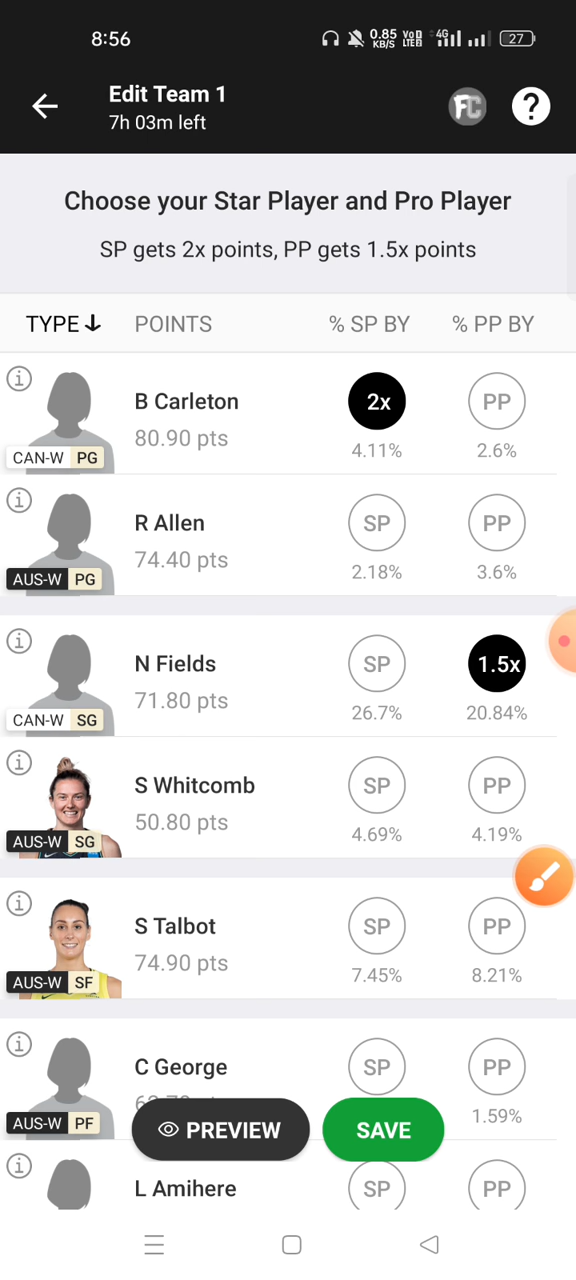 8:56
0.85 KB/S VoD LTE2 4G 27
Edit Team 1
7h 03m left
FC ?
Choose your Star Player and Pro Player
SP gets 2x points, PP gets 1.5x points
TYPE POINTS % SP BY % PP BY
B Carleton 2x PP
80.90 pts 4.11% 2.6%
CAN-W PG
R Allen SP PP
74.40 pts 2.18% 3.6%
AUS-W PG
N Fields SP 1.5x
71.80 pts 26.7% 20.84%
CAN-W SG
S Whitcomb SP PP
50.80 pts 4.69% 4.19%
AUS-W SG
S Talbot SP PP
74.90 pts 7.45% 8.21%
AUS-W SF
C George SP PP
1.59%
AUS-W PF
PREVIEW SAVE
L Amihere SP PP